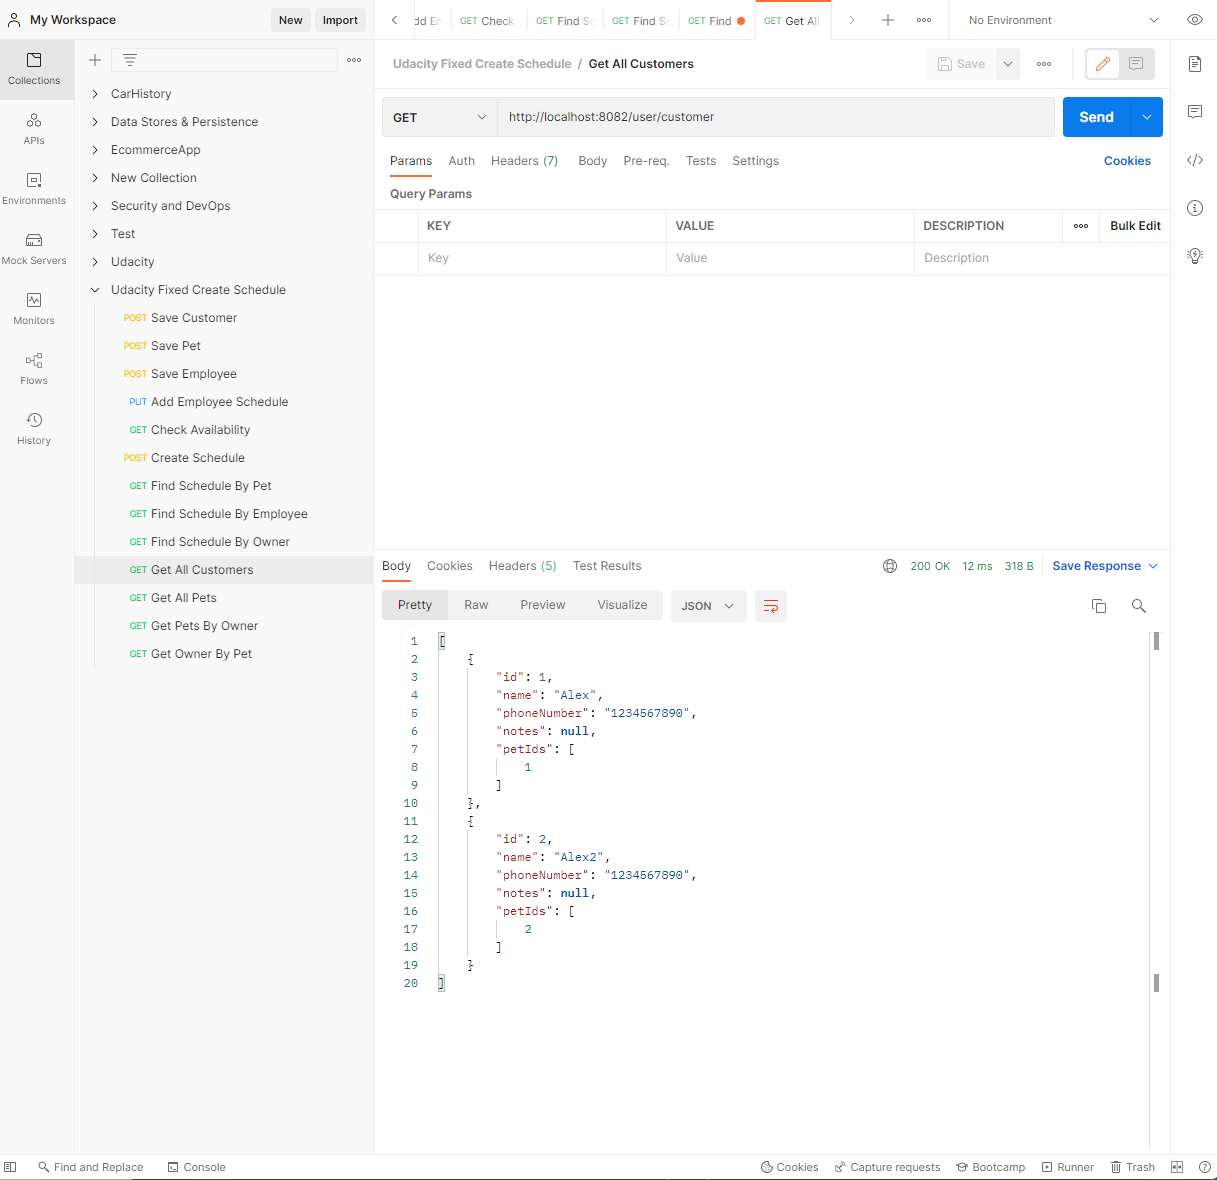 My Workspace
New
Import
GET Check
GET Find Sc
GET Find Sc
GET Find
GET Get All
No Environment
Collections
APIs
Environments
Mock Servers
Monitors
Flows
History
CarHistory
Data Stores & Persistence
EcommerceApp
New Collection
Security and DevOps
Test
Udacity
Udacity Fixed Create Schedule
POST Save Customer
POST Save Pet
POST Save Employee
PUT Add Employee Schedule
GET Check Availability
POST Create Schedule
GET Find Schedule By Pet
GET Find Schedule By Employee
GET Find Schedule By Owner
GET Get All Customers
GET Get All Pets
GET Get Pets By Owner
GET Get Owner By Pet
Udacity Fixed Create Schedule / Get All Customers
Save
GET
http://localhost:8082/user/customer
Send
Params Auth Headers (7) Body Pre-req. Tests Settings
Cookies
Query Params
KEY VALUE DESCRIPTION Bulk Edit
Key Value Description
Body Cookies Headers (5) Test Results
200 OK 12 ms 318 B Save Response
Pretty Raw Preview Visualize JSON
1 [
2 {
3 "id": 1,
4 "name": "Alex",
5 "phoneNumber": "1234567890",
6 "notes": null,
7 "petIds": [
8 1
9 ]
10 },
11 {
12 "id": 2,
13 "name": "Alex2",
14 "phoneNumber": "1234567890",
15 "notes": null,
16 "petIds": [
17 2
18 ]
19 }
20 ]
Find and Replace Console
Cookies Capture requests Bootcamp Runner Trash